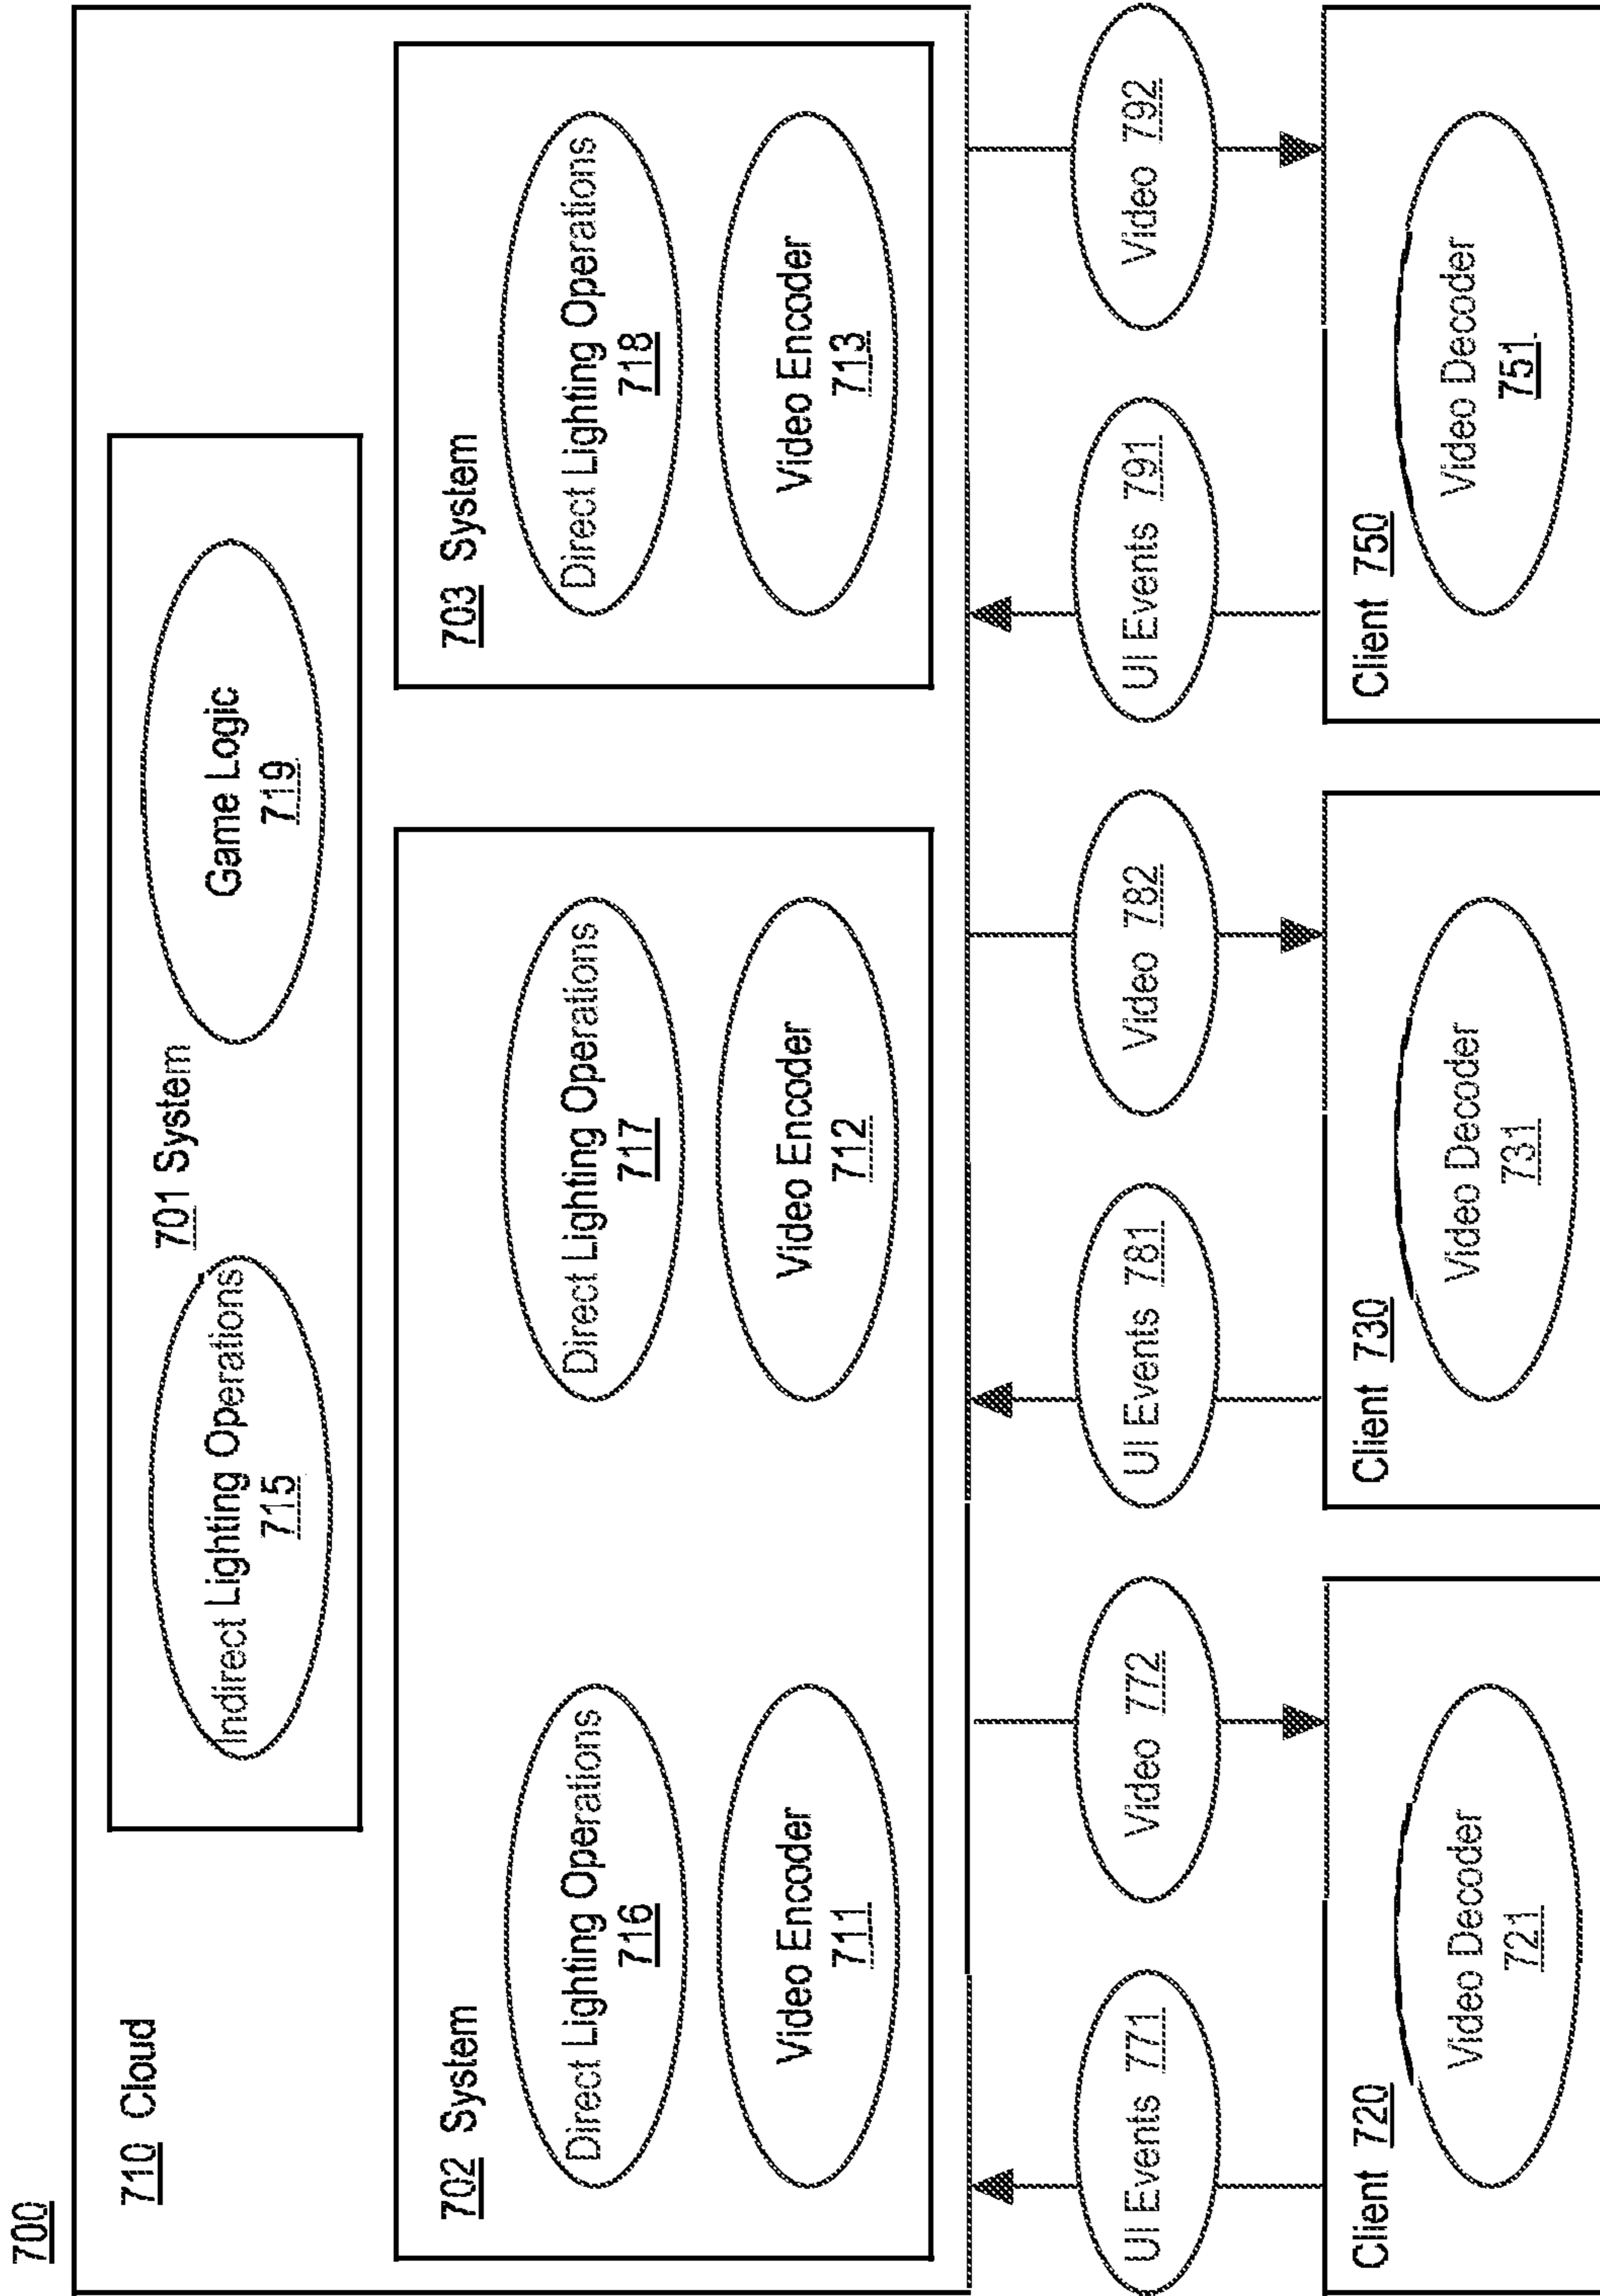 700
710 Cloud
701 System
Indirect Lighting Operations
715
Game Logic
719
702 System
Direct Lighting Operations
716
Video Encoder
711
Direct Lighting Operations
717
Video Encoder
712
703 System
Direct Lighting Operations
718
Video Encoder
713
UI Events 771
Video 772
UI Events 781
Video 782
UI Events 791
Video 792
Client 720
Video Decoder
721
Client 730
Video Decoder
731
Client 750
Video Decoder
751